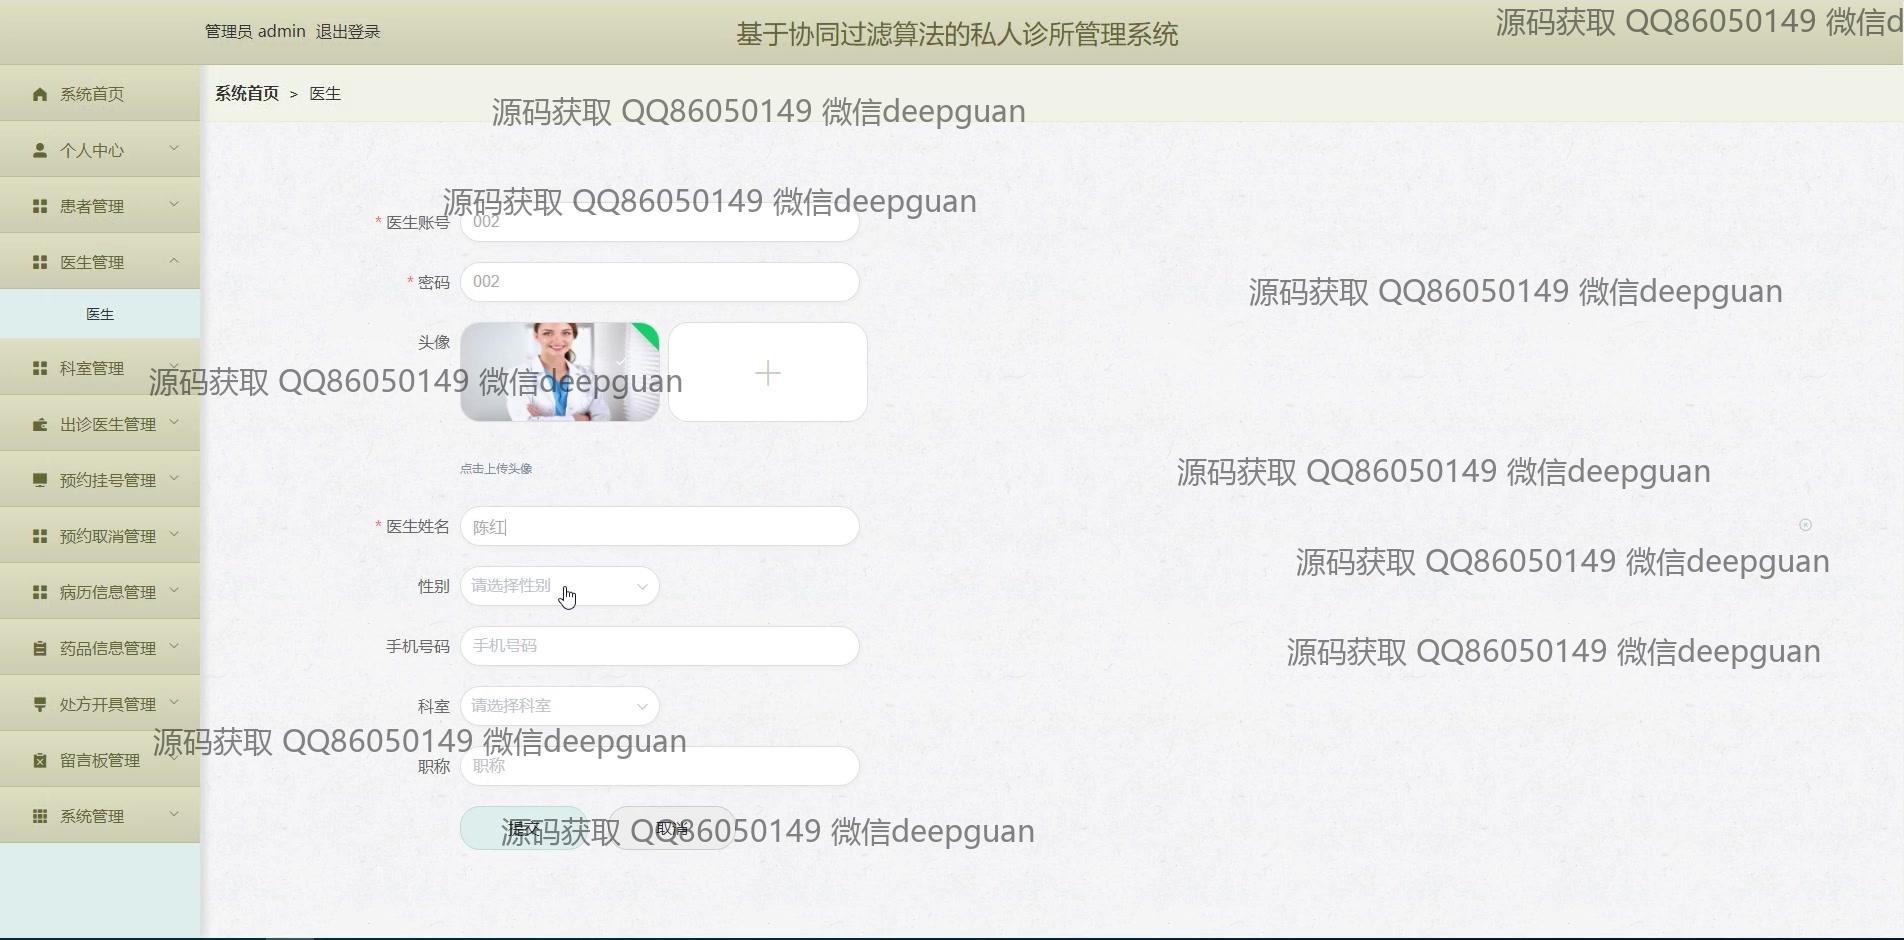 管理员 admin 退出登录
基于协同过滤算法的私人诊所管理系统
源码获取 QQ86050149 微信d
系统首页
个人中心
患者管理
医生管理
医生
科室管理
出诊医生管理
预约挂号管理
预约取消管理
病历信息管理
药品信息管理
处方开具管理
留言板管理
系统管理
系统首页 > 医生
源码获取 QQ86050149 微信deepguan
源码获取 QQ86050149 微信deepguan
* 医生账号 002
* 密码 002
源码获取 QQ86050149 微信deepguan
头像
源码获取 QQ86050149 微信deepguan
点击上传头像
源码获取 QQ86050149 微信deepguan
* 医生姓名 陈红
源码获取 QQ86050149 微信deepguan
性别 请选择性别
手机号码 手机号码
源码获取 QQ86050149 微信deepguan
科室 请选择科室
源码获取 QQ86050149 微信deepguan
职称 职称
提交 取消
源码获取 QQ86050149 微信deepguan